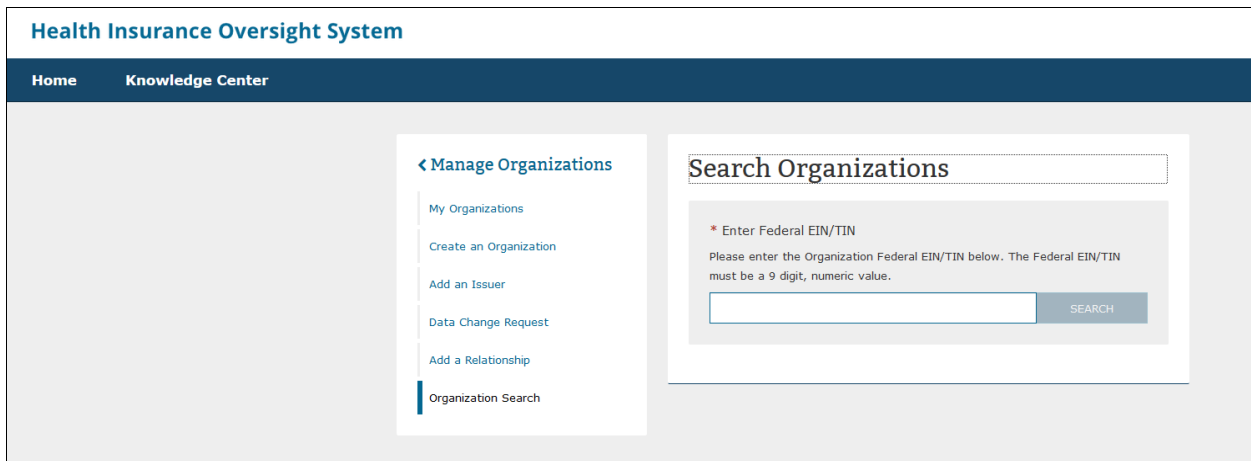 Health Insurance Oversight System
Home
Knowledge Center
Manage Organizations
My Organizations
Create an Organization
Add an Issuer
Data Change Request
Add a Relationship
Organization Search
Search Organizations
* Enter Federal EIN/TIN
Please enter the Organization Federal EIN/TIN below. The Federal EIN/TIN
must be a 9 digit, numeric value.
SEARCH